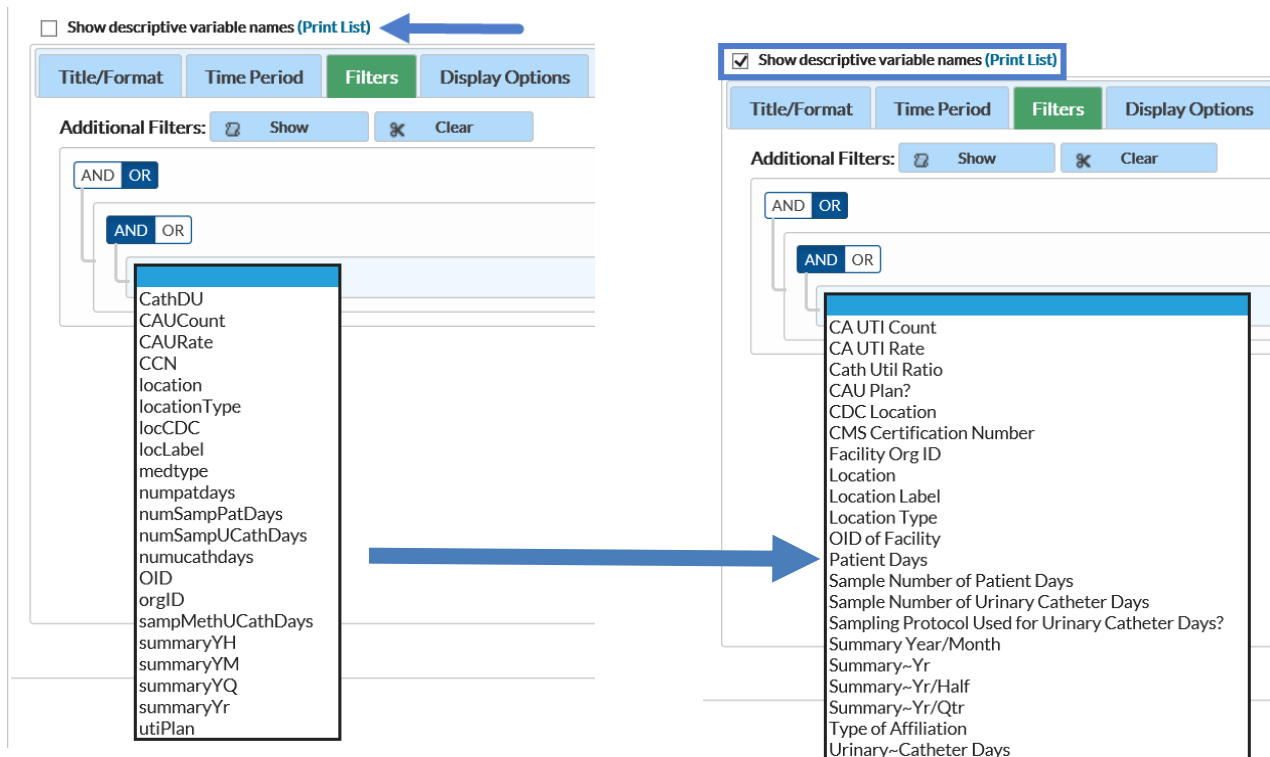 Show descriptive variable names (Print List)
Title/Format Time Period Filters Display Options
Additional Filters: Show Clear
AND OR
AND OR
CathDU
CAUCount
CAURate
CCN
location
locationType
locCDC
locLabel
medtype
numpatdays
numSampPatDays
numSampUCathDays
numucathdays
OID
orgID
sampMethUCathDays
summaryYH
summaryYM
summaryYQ
summaryYr
utiPlan
Show descriptive variable names (Print List)
Title/Format Time Period Filters Display Options
Additional Filters: Show Clear
AND OR
AND OR
CA UTI Count
CA UTI Rate
Cath Util Ratio
CAU Plan?
CDC Location
CMS Certification Number
Facility Org ID
Location
Location Label
Location Type
OID of Facility
Patient Days
Sample Number of Patient Days
Sample Number of Urinary Catheter Days
Sampling Protocol Used for Urinary Catheter Days?
Summary Year/Month
Summary~Yr
Summary~Yr/Half
Summary~Yr/Qtr
Type of Affiliation
Urinary~Catheter Days